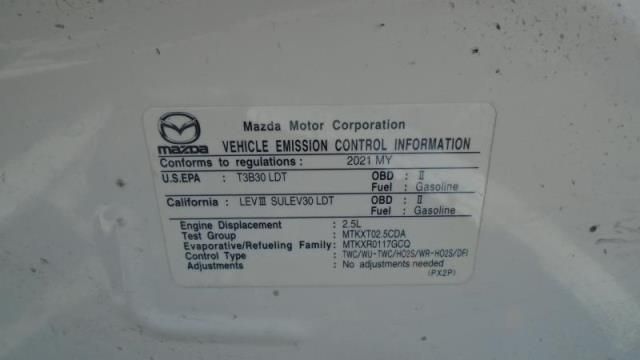 mazda
Mazda Motor Corporation
VEHICLE EMISSION CONTROL INFORMATION
Conforms to regulations : 2021 MY
U.S.EPA : T3B30 LDT OBD : II
Fuel : Gasoline
California : LEV III SULEV30 LDT OBD : II
Fuel : Gasoline
Engine Displacement : 2.5L
Test Group : MTKXT02.5CDA
Evaporative/Refueling Family: MTKXR0117GCQ
Control Type : TWC/WU-TWC/HO2S/WR-HO2S/DFI
Adjustments : No adjustments needed
(PX2P)